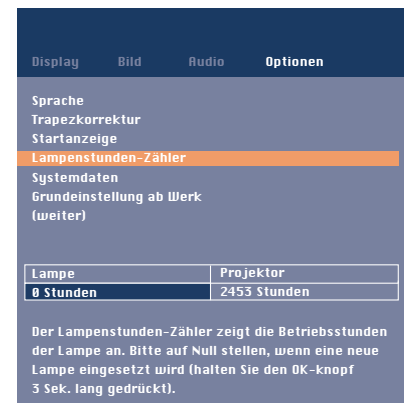 Display Bild Audio Optionen
Sprache
Trapezkorrektur
Startanzeige
Lampenstunden-Zähler
Systemdaten
Grundeinstellung ab Werk
(weiter)
Lampe Projektor
0 Stunden 2453 Stunden
Der Lampenstunden-Zähler zeigt die Betriebsstunden
der Lampe an. Bitte auf Null stellen, wenn eine neue
Lampe eingesetzt wird (halten Sie den OK-knopf
3 Sek. lang gedrückt).